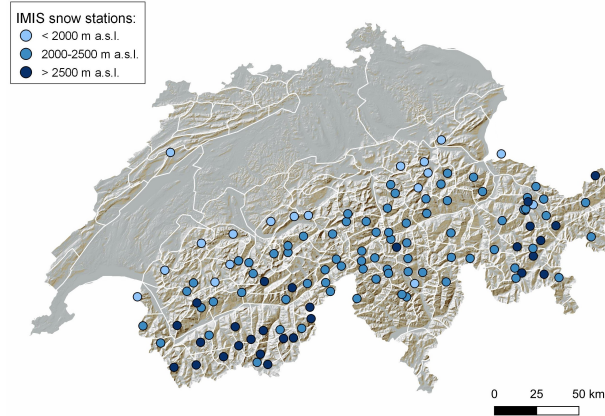 IMIS snow stations:
< 2000 m a.s.l.
2000-2500 m a.s.l.
> 2500 m a.s.l.
0 25 50 km